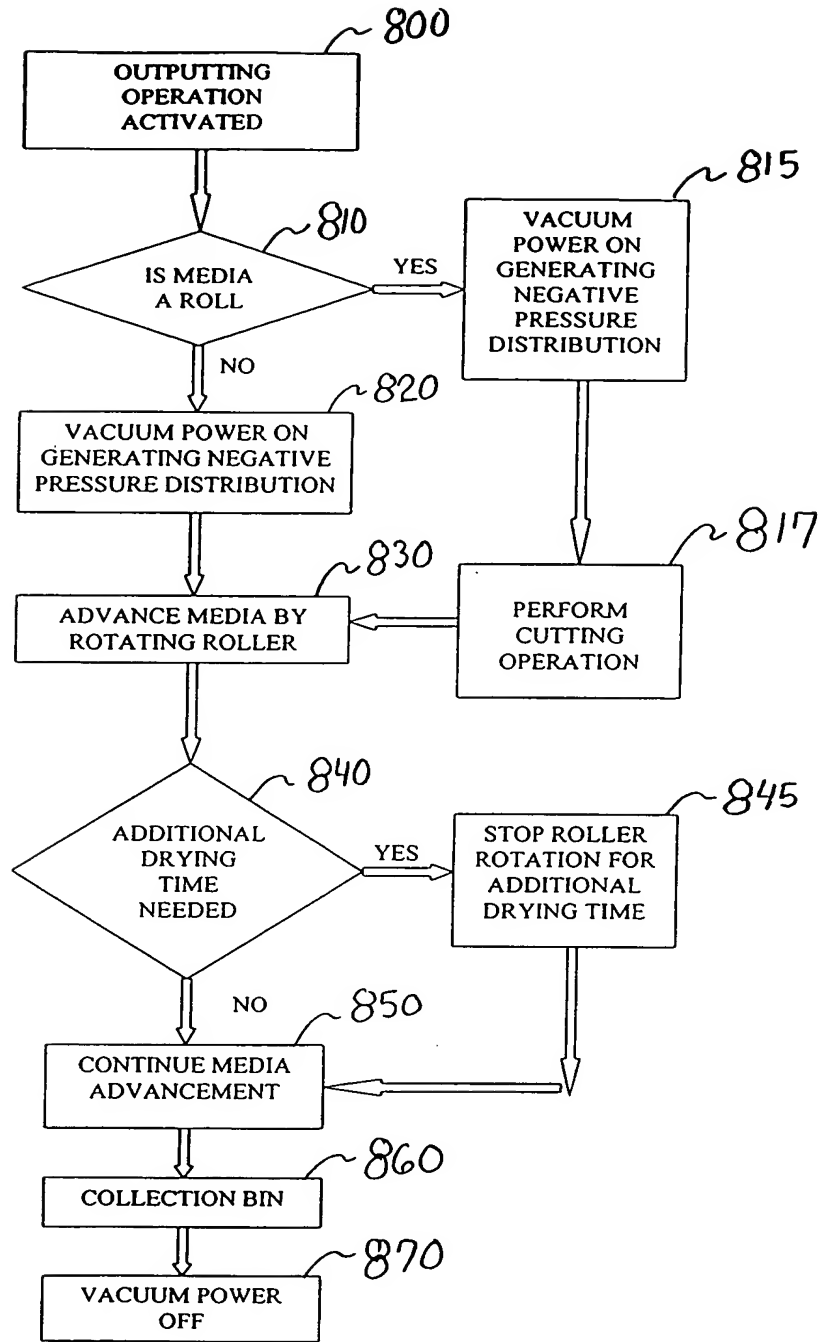 800
OUTPUTTING
OPERATION
ACTIVATED
810
IS MEDIA
A ROLL
YES
NO
815
VACUUM
POWER ON
GENERATING
NEGATIVE
PRESSURE
DISTRIBUTION
820
VACUUM POWER ON
GENERATING NEGATIVE
PRESSURE DISTRIBUTION
817
PERFORM
CUTTING
OPERATION
830
ADVANCE MEDIA BY
ROTATING ROLLER
840
ADDITIONAL
DRYING
TIME
NEEDED
YES
NO
845
STOP ROLLER
ROTATION FOR
ADDITIONAL
DRYING TIME
850
CONTINUE MEDIA
ADVANCEMENT
860
COLLECTION BIN
870
VACUUM POWER
OFF